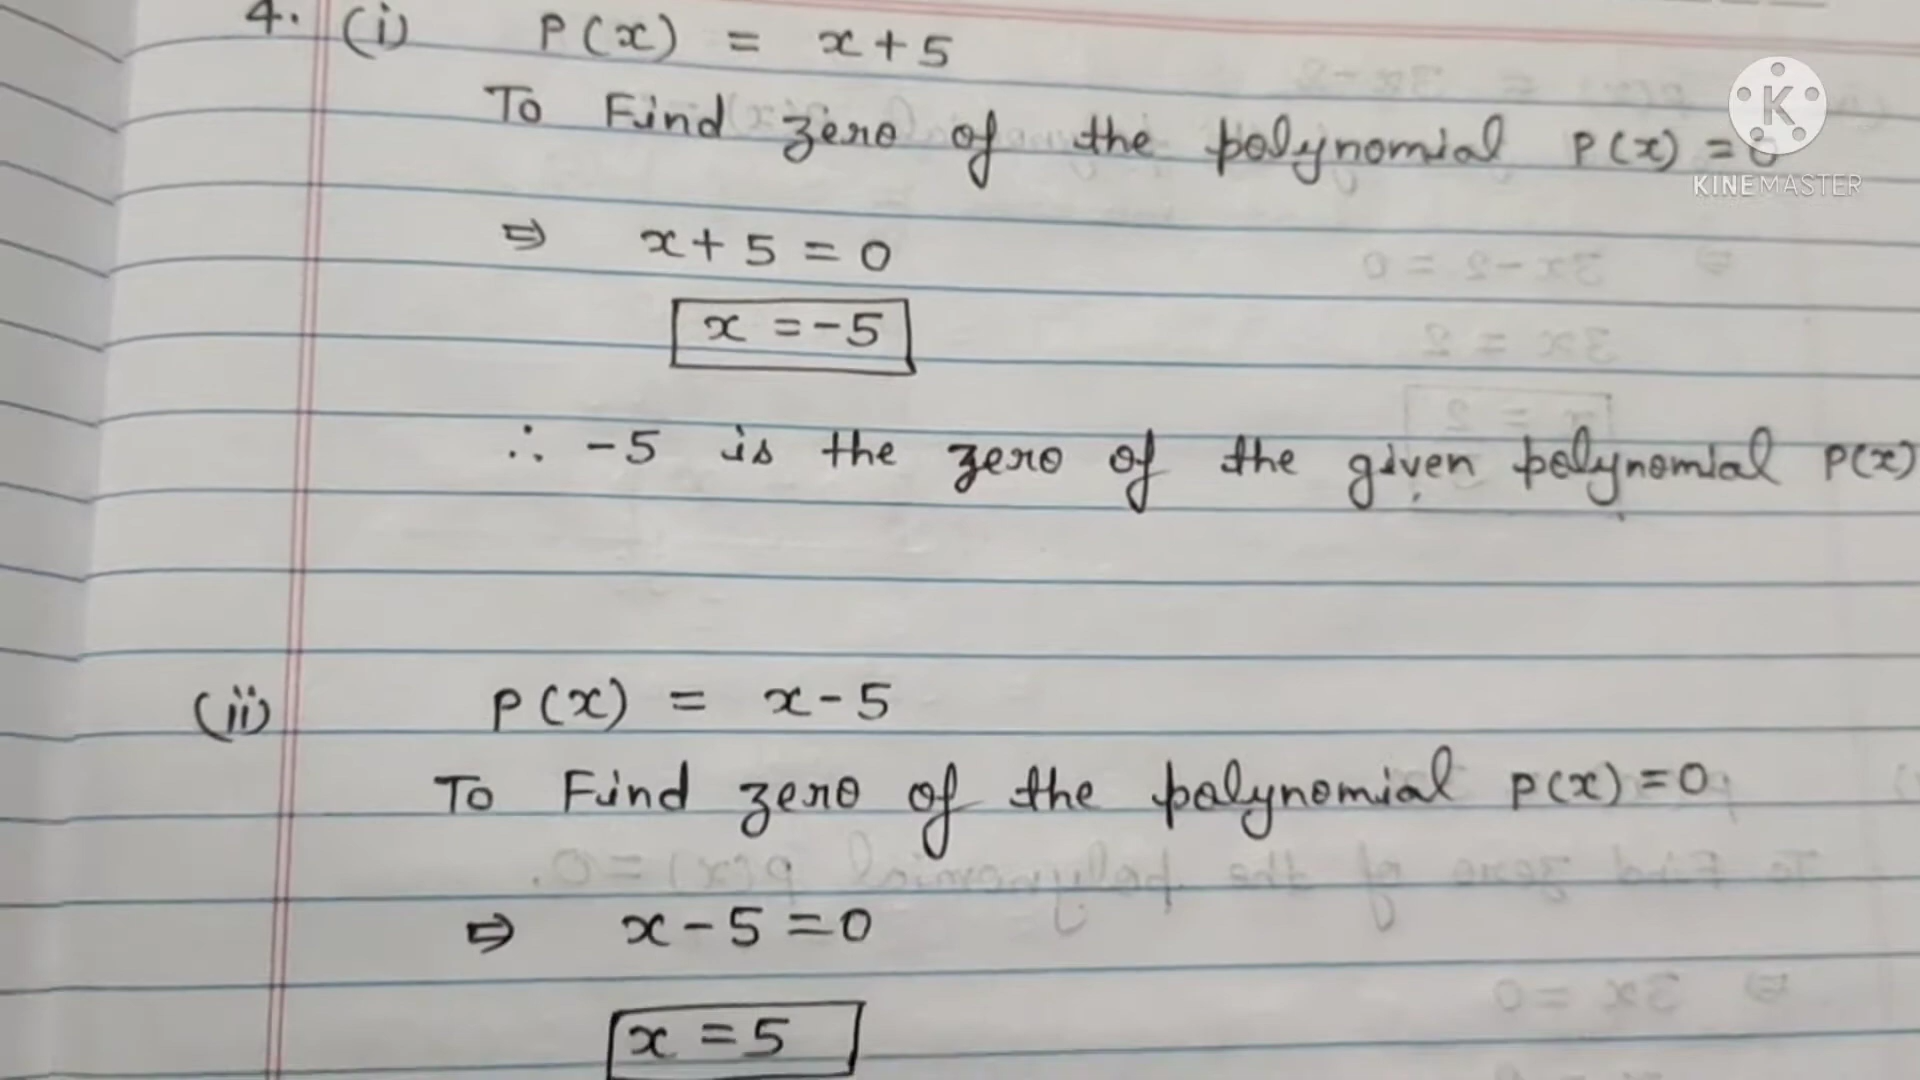 4. (i) P(x) = x+5
To Find zero of the polynomial P(x) = 0
⇒ x+5 = 0
x = -5
∴ -5 is the zero of the given polynomial P(x)
(ii) P(x) = x-5
To Find zero of the polynomial P(x) = 0
⇒ x-5 = 0
x = 5
K
KINEMASTER